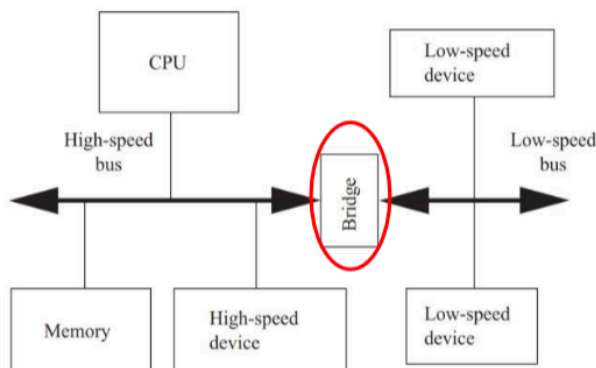 CPU
Low-speed
device
High-speed
bus
Low-speed
bus
Bridge
Memory
High-speed
device
Low-speed
device